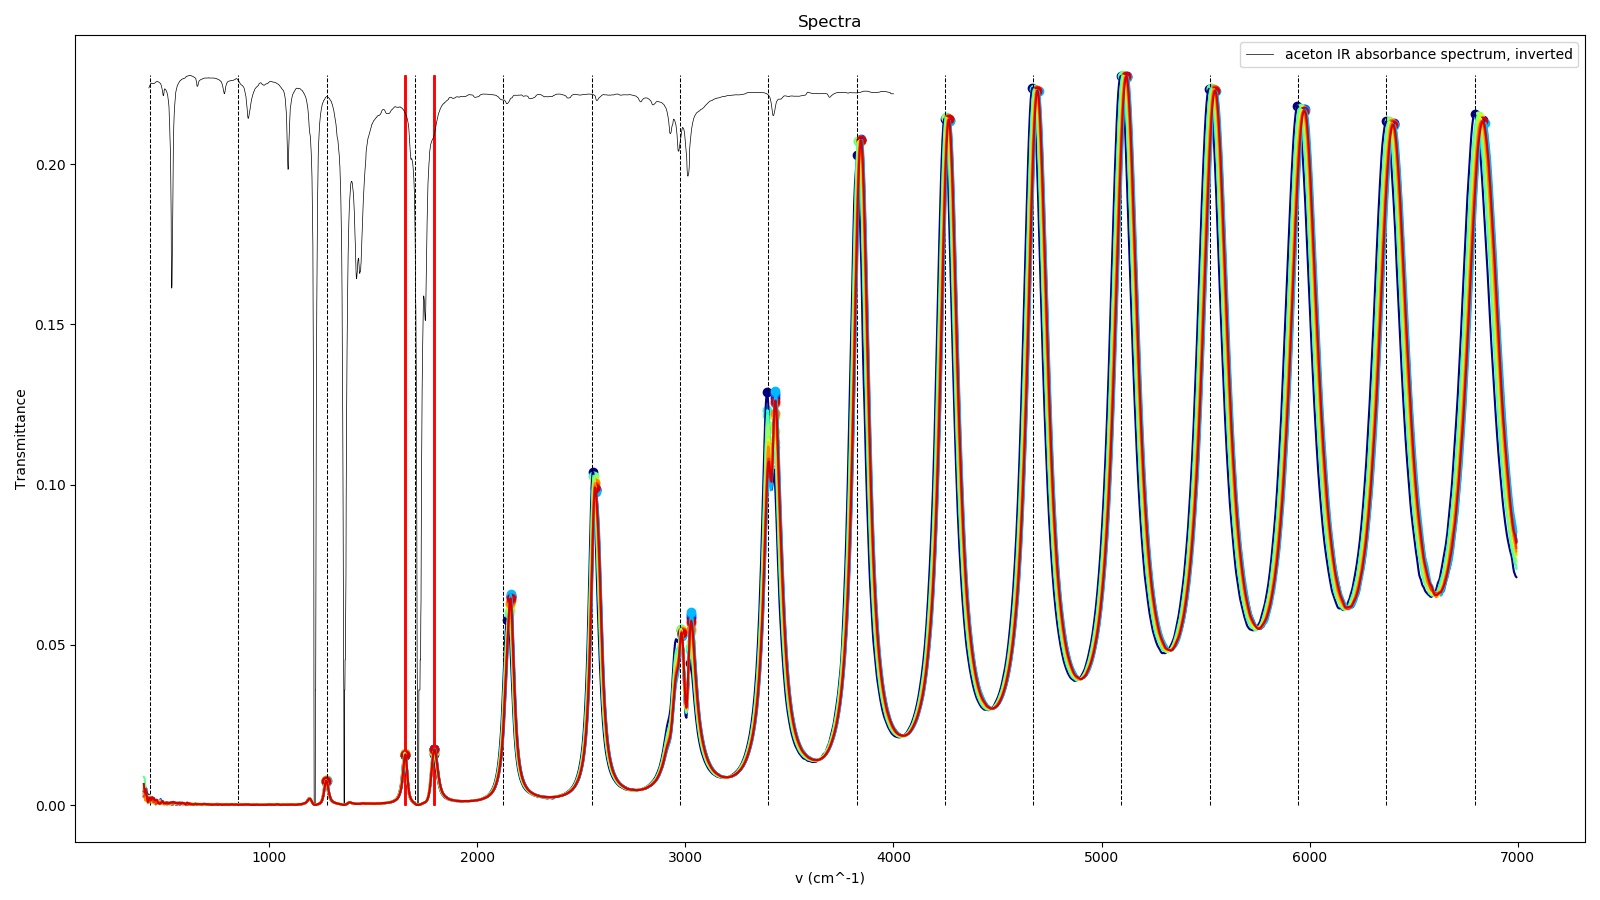 Spectra
aceton IR absorbance spectrum, inverted
Transmittance
0.20
0.15
0.10
0.05
0.00
1000 2000 3000 4000 5000 6000 7000
v (cm^-1)